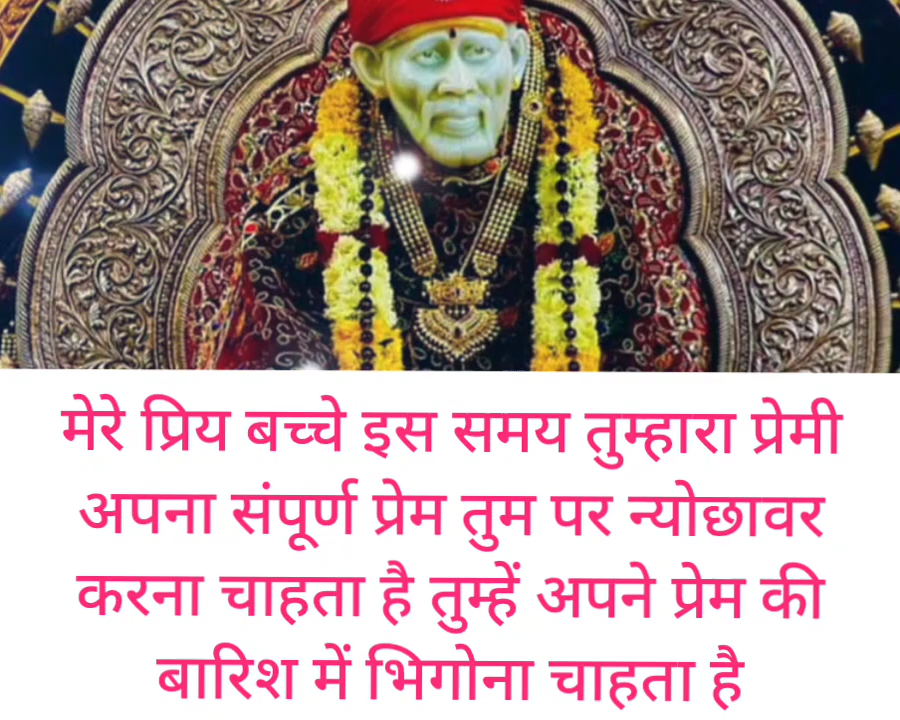 मेरे प्रिय बच्चे इस समय तुम्हारा प्रेमी
अपना संपूर्ण प्रेम तुम पर न्योछावर
करना चाहता है तुम्हें अपने प्रेम की
बारिश में भिगोना चाहता है